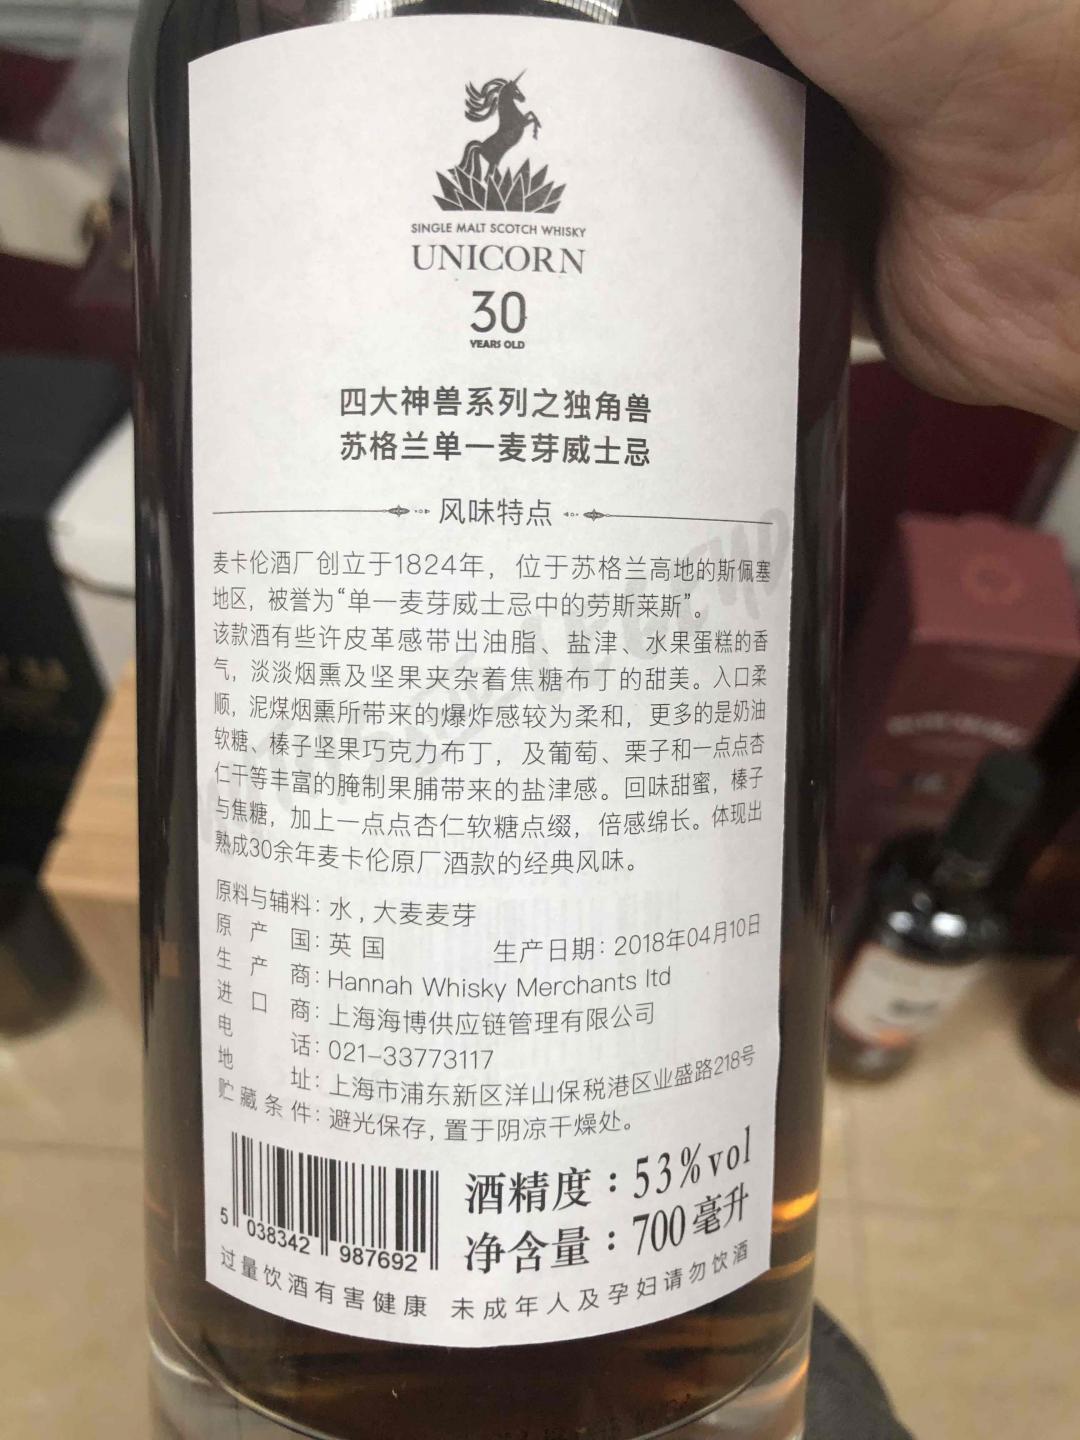 SINGLE MALT SCOTCH WHISKY
UNICORN
30
YEARS OLD
四大神兽系列之独角兽
苏格兰单一麦芽威士忌
风味特点
麦卡伦酒厂创立于1824年，位于苏格兰高地的斯佩塞
地区，被誉为“单一麦芽威士忌中的劳斯莱斯”。
该款酒有些许皮革感带出油脂、盐津、水果蛋糕的香
气，淡淡烟熏及坚果夹杂着焦糖布丁的甜美。入口柔
顺，泥煤烟熏所带来的爆炸感较为柔和，更多的是奶油
软糖、榛子坚果巧克力布丁，及葡萄、栗子和一点点杏
仁干等丰富的腌制果脯带来的盐津感。回味甜蜜，榛子
与焦糖，加上一点点杏仁软糖点缀，倍感绵长。体现出
熟成30余年麦卡伦原厂酒款的经典风味。
原料与辅料：水，大麦麦芽
原产国：英国 生产日期：2018年04月10日
生产商：Hannah Whisky Merchants ltd
进口商：上海海博供应链管理有限公司
电话：021-33773117
地址：上海市浦东新区洋山保税港区业盛路218号
贮藏条件：避光保存，置于阴凉干燥处。
酒精度：53%vol
净含量：700毫升
5 038342 987692
过量饮酒有害健康 未成年人及孕妇请勿饮酒